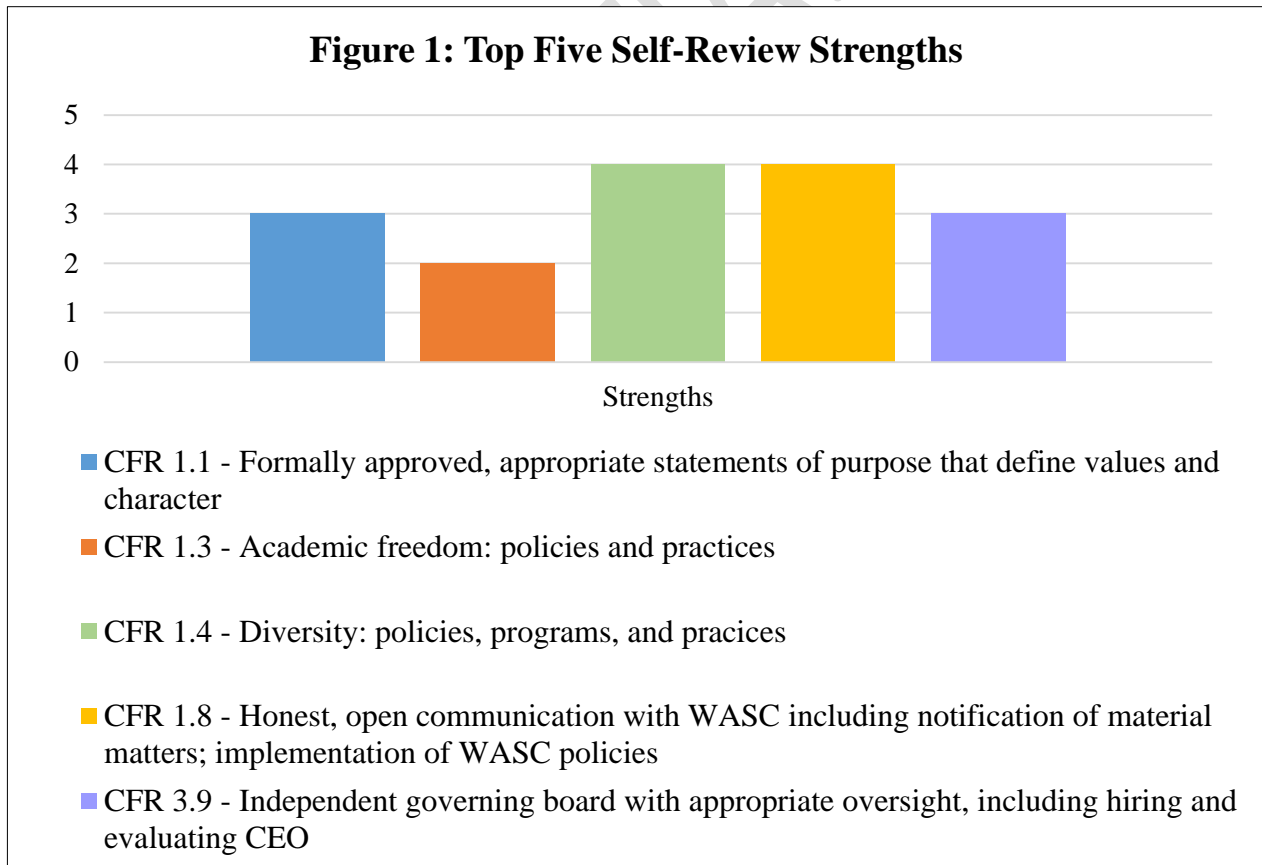 Figure 1: Top Five Self-Review Strengths
5
4
3
2
1
0
Strengths
CFR 1.1 - Formally approved, appropriate statements of purpose that define values and
character
CFR 1.3 - Academic freedom: policies and practices
CFR 1.4 - Diversity: policies, programs, and pracices
CFR 1.8 - Honest, open communication with WASC including notification of material
matters; implementation of WASC policies
CFR 3.9 - Independent governing board with appropriate oversight, including hiring and
evaluating CEO